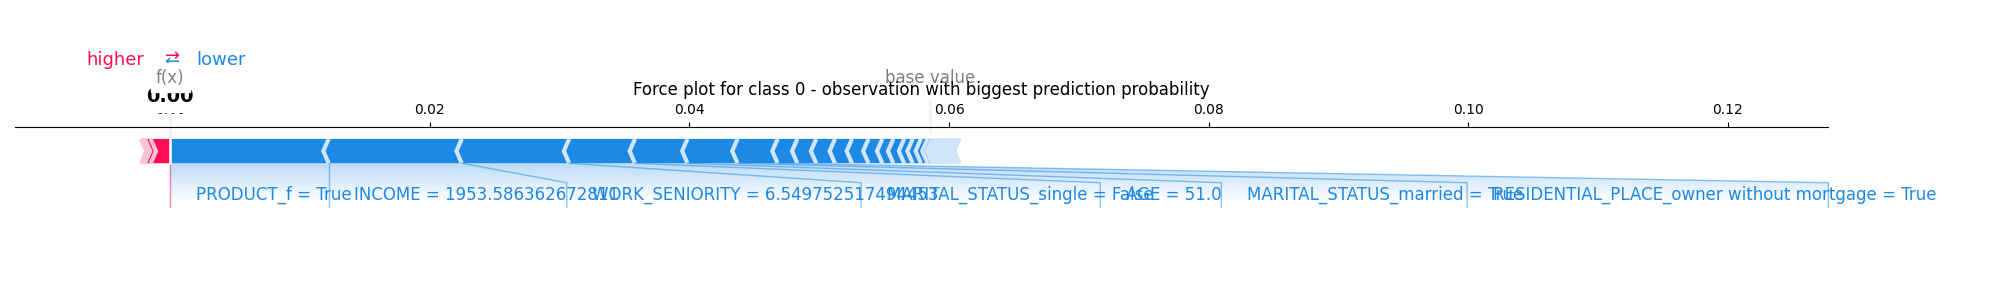 higher ⇄ lower
f(x)
base value
Force plot for class 0 - observation with biggest prediction probability
0.00
0.02 0.04 0.06 0.08 0.10 0.12
PRODUCT_f = True INCOME = 1953.586362672811 WORK_SENIORITY = 6.549752517494453 MARITAL_STATUS_single = False AGE = 51.0 MARITAL_STATUS_married = True RESIDENTIAL_PLACE_owner without mortgage = True